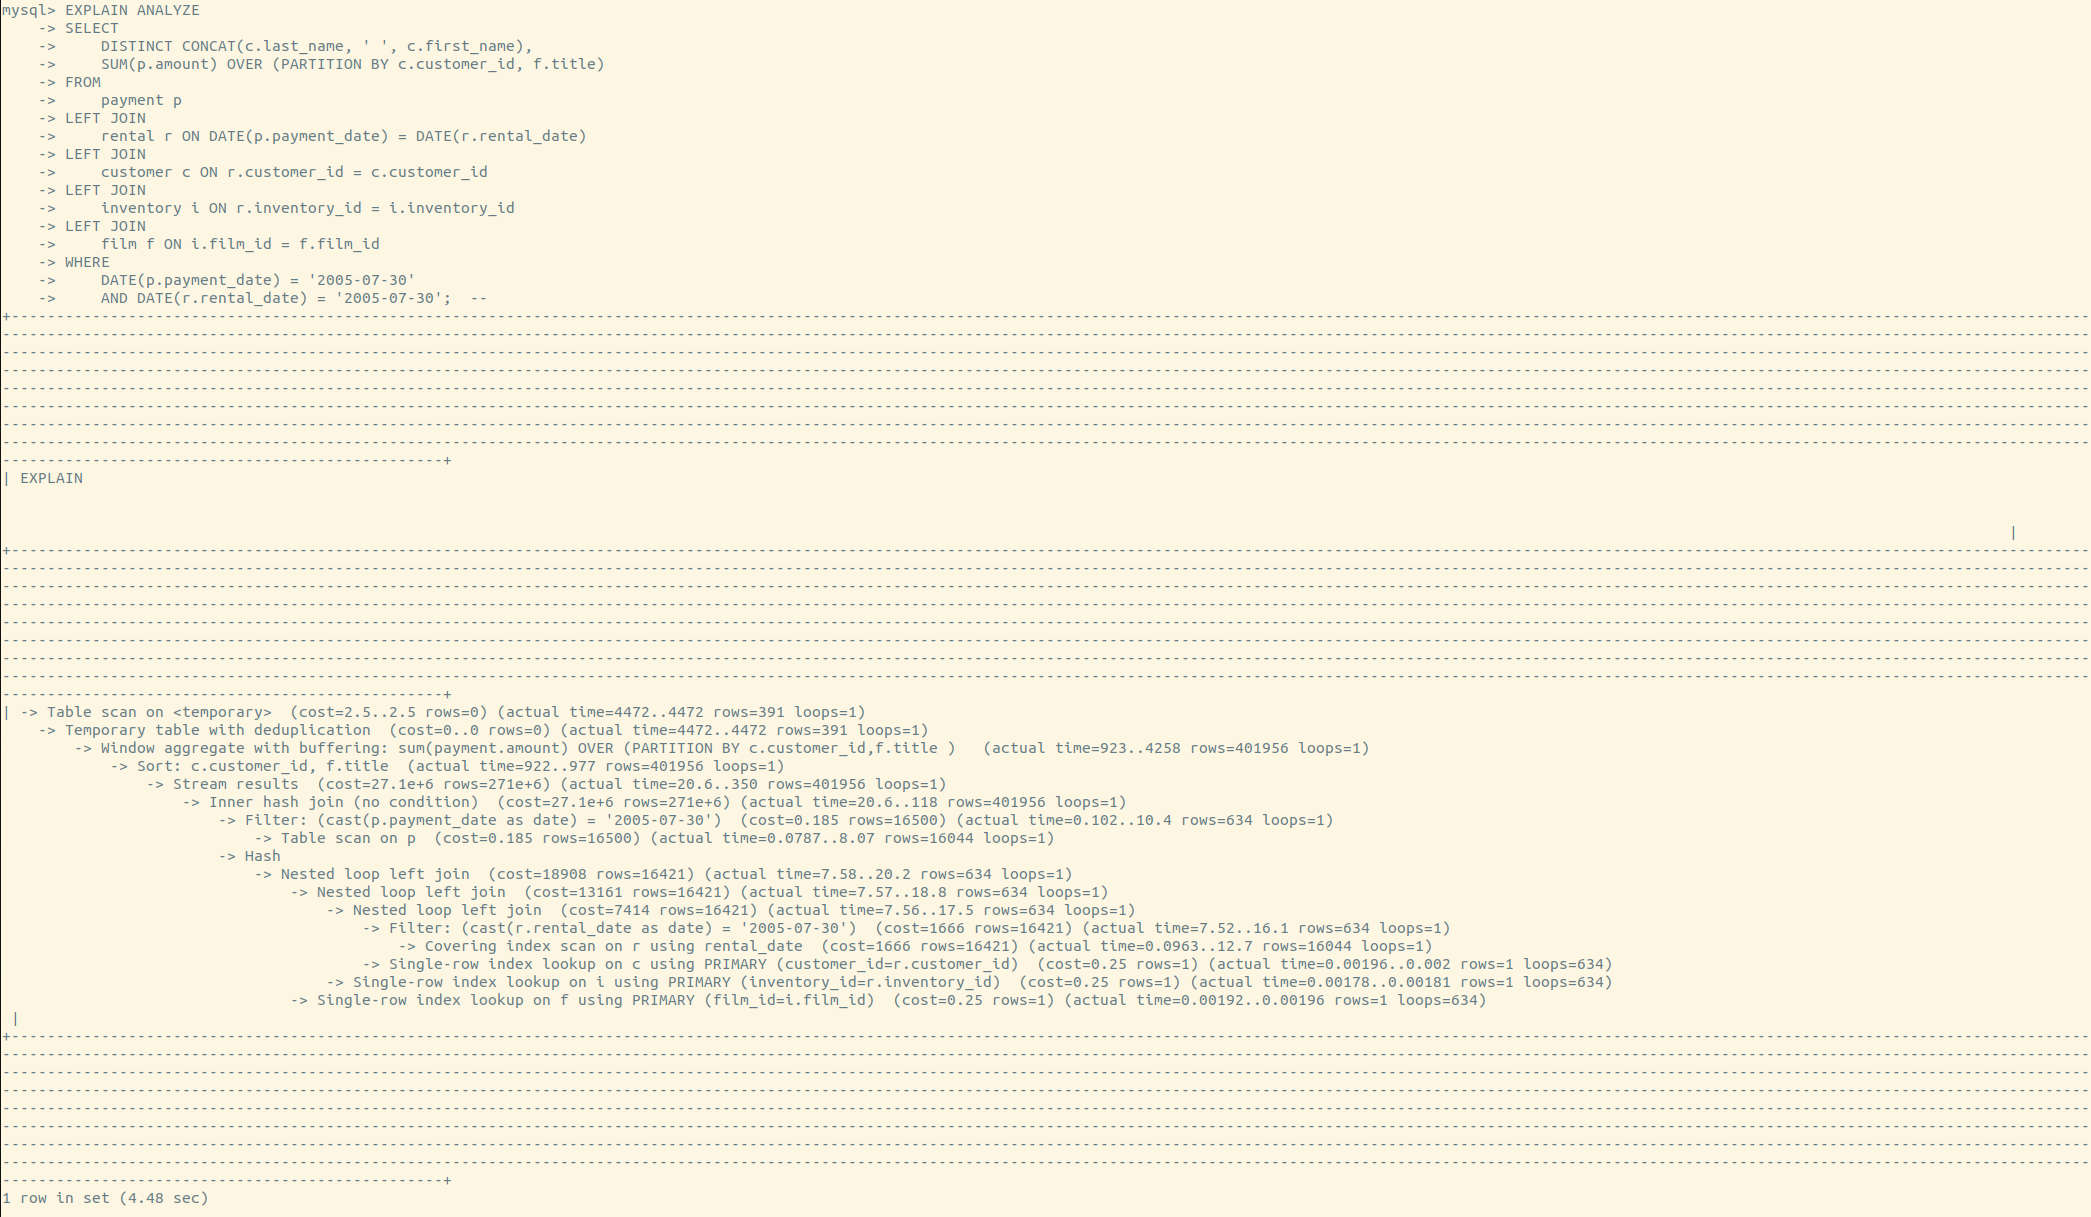 mysql> EXPLAIN ANALYZE
    -> SELECT
    ->     DISTINCT CONCAT(c.last_name, ' ', c.first_name),
    ->     SUM(p.amount) OVER (PARTITION BY c.customer_id, f.title)
    -> FROM
    ->     payment p
    -> LEFT JOIN
    ->     rental r ON DATE(p.payment_date) = DATE(r.rental_date)
    -> LEFT JOIN
    ->     customer c ON r.customer_id = c.customer_id
    -> LEFT JOIN
    ->     inventory i ON r.inventory_id = i.inventory_id
    -> LEFT JOIN
    ->     film f ON i.film_id = f.film_id
    -> WHERE
    ->     DATE(p.payment_date) = '2005-07-30'
    ->     AND DATE(r.rental_date) = '2005-07-30';  --
| EXPLAIN
|
| -> Table scan on <temporary>  (cost=2.5..2.5 rows=0) (actual time=4472..4472 rows=391 loops=1)
    -> Temporary table with deduplication  (cost=0..0 rows=0) (actual time=4472..4472 rows=391 loops=1)
        -> Window aggregate with buffering: sum(payment.amount) OVER (PARTITION BY c.customer_id,f.title )   (actual time=923..4258 rows=401956 loops=1)
            -> Sort: c.customer_id, f.title  (actual time=922..977 rows=401956 loops=1)
                -> Stream results  (cost=27.1e+6 rows=271e+6) (actual time=20.6..350 rows=401956 loops=1)
                    -> Inner hash join (no condition)  (cost=27.1e+6 rows=271e+6) (actual time=20.6..118 rows=401956 loops=1)
                        -> Filter: (cast(p.payment_date as date) = '2005-07-30')  (cost=0.185 rows=16500) (actual time=0.102..10.4 rows=634 loops=1)
                            -> Table scan on p  (cost=0.185 rows=16500) (actual time=0.0787..8.07 rows=16044 loops=1)
                        -> Hash
                            -> Nested loop left join  (cost=18908 rows=16421) (actual time=7.58..20.2 rows=634 loops=1)
                                -> Nested loop left join  (cost=13161 rows=16421) (actual time=7.57..18.8 rows=634 loops=1)
                                    -> Nested loop left join  (cost=7414 rows=16421) (actual time=7.56..17.5 rows=634 loops=1)
                                        -> Filter: (cast(r.rental_date as date) = '2005-07-30')  (cost=1666 rows=16421) (actual time=7.52..16.1 rows=634 loops=1)
                                            -> Covering index scan on r using rental_date  (cost=1666 rows=16421) (actual time=0.0963..12.7 rows=16044 loops=1)
                                        -> Single-row index lookup on c using PRIMARY (customer_id=r.customer_id)  (cost=0.25 rows=1) (actual time=0.00196..0.002 rows=1 loops=634)
                                    -> Single-row index lookup on i using PRIMARY (inventory_id=r.inventory_id)  (cost=0.25 rows=1) (actual time=0.00178..0.00181 rows=1 loops=634)
                                -> Single-row index lookup on f using PRIMARY (film_id=i.film_id)  (cost=0.25 rows=1) (actual time=0.00192..0.00196 rows=1 loops=634)
 |
1 row in set (4.48 sec)